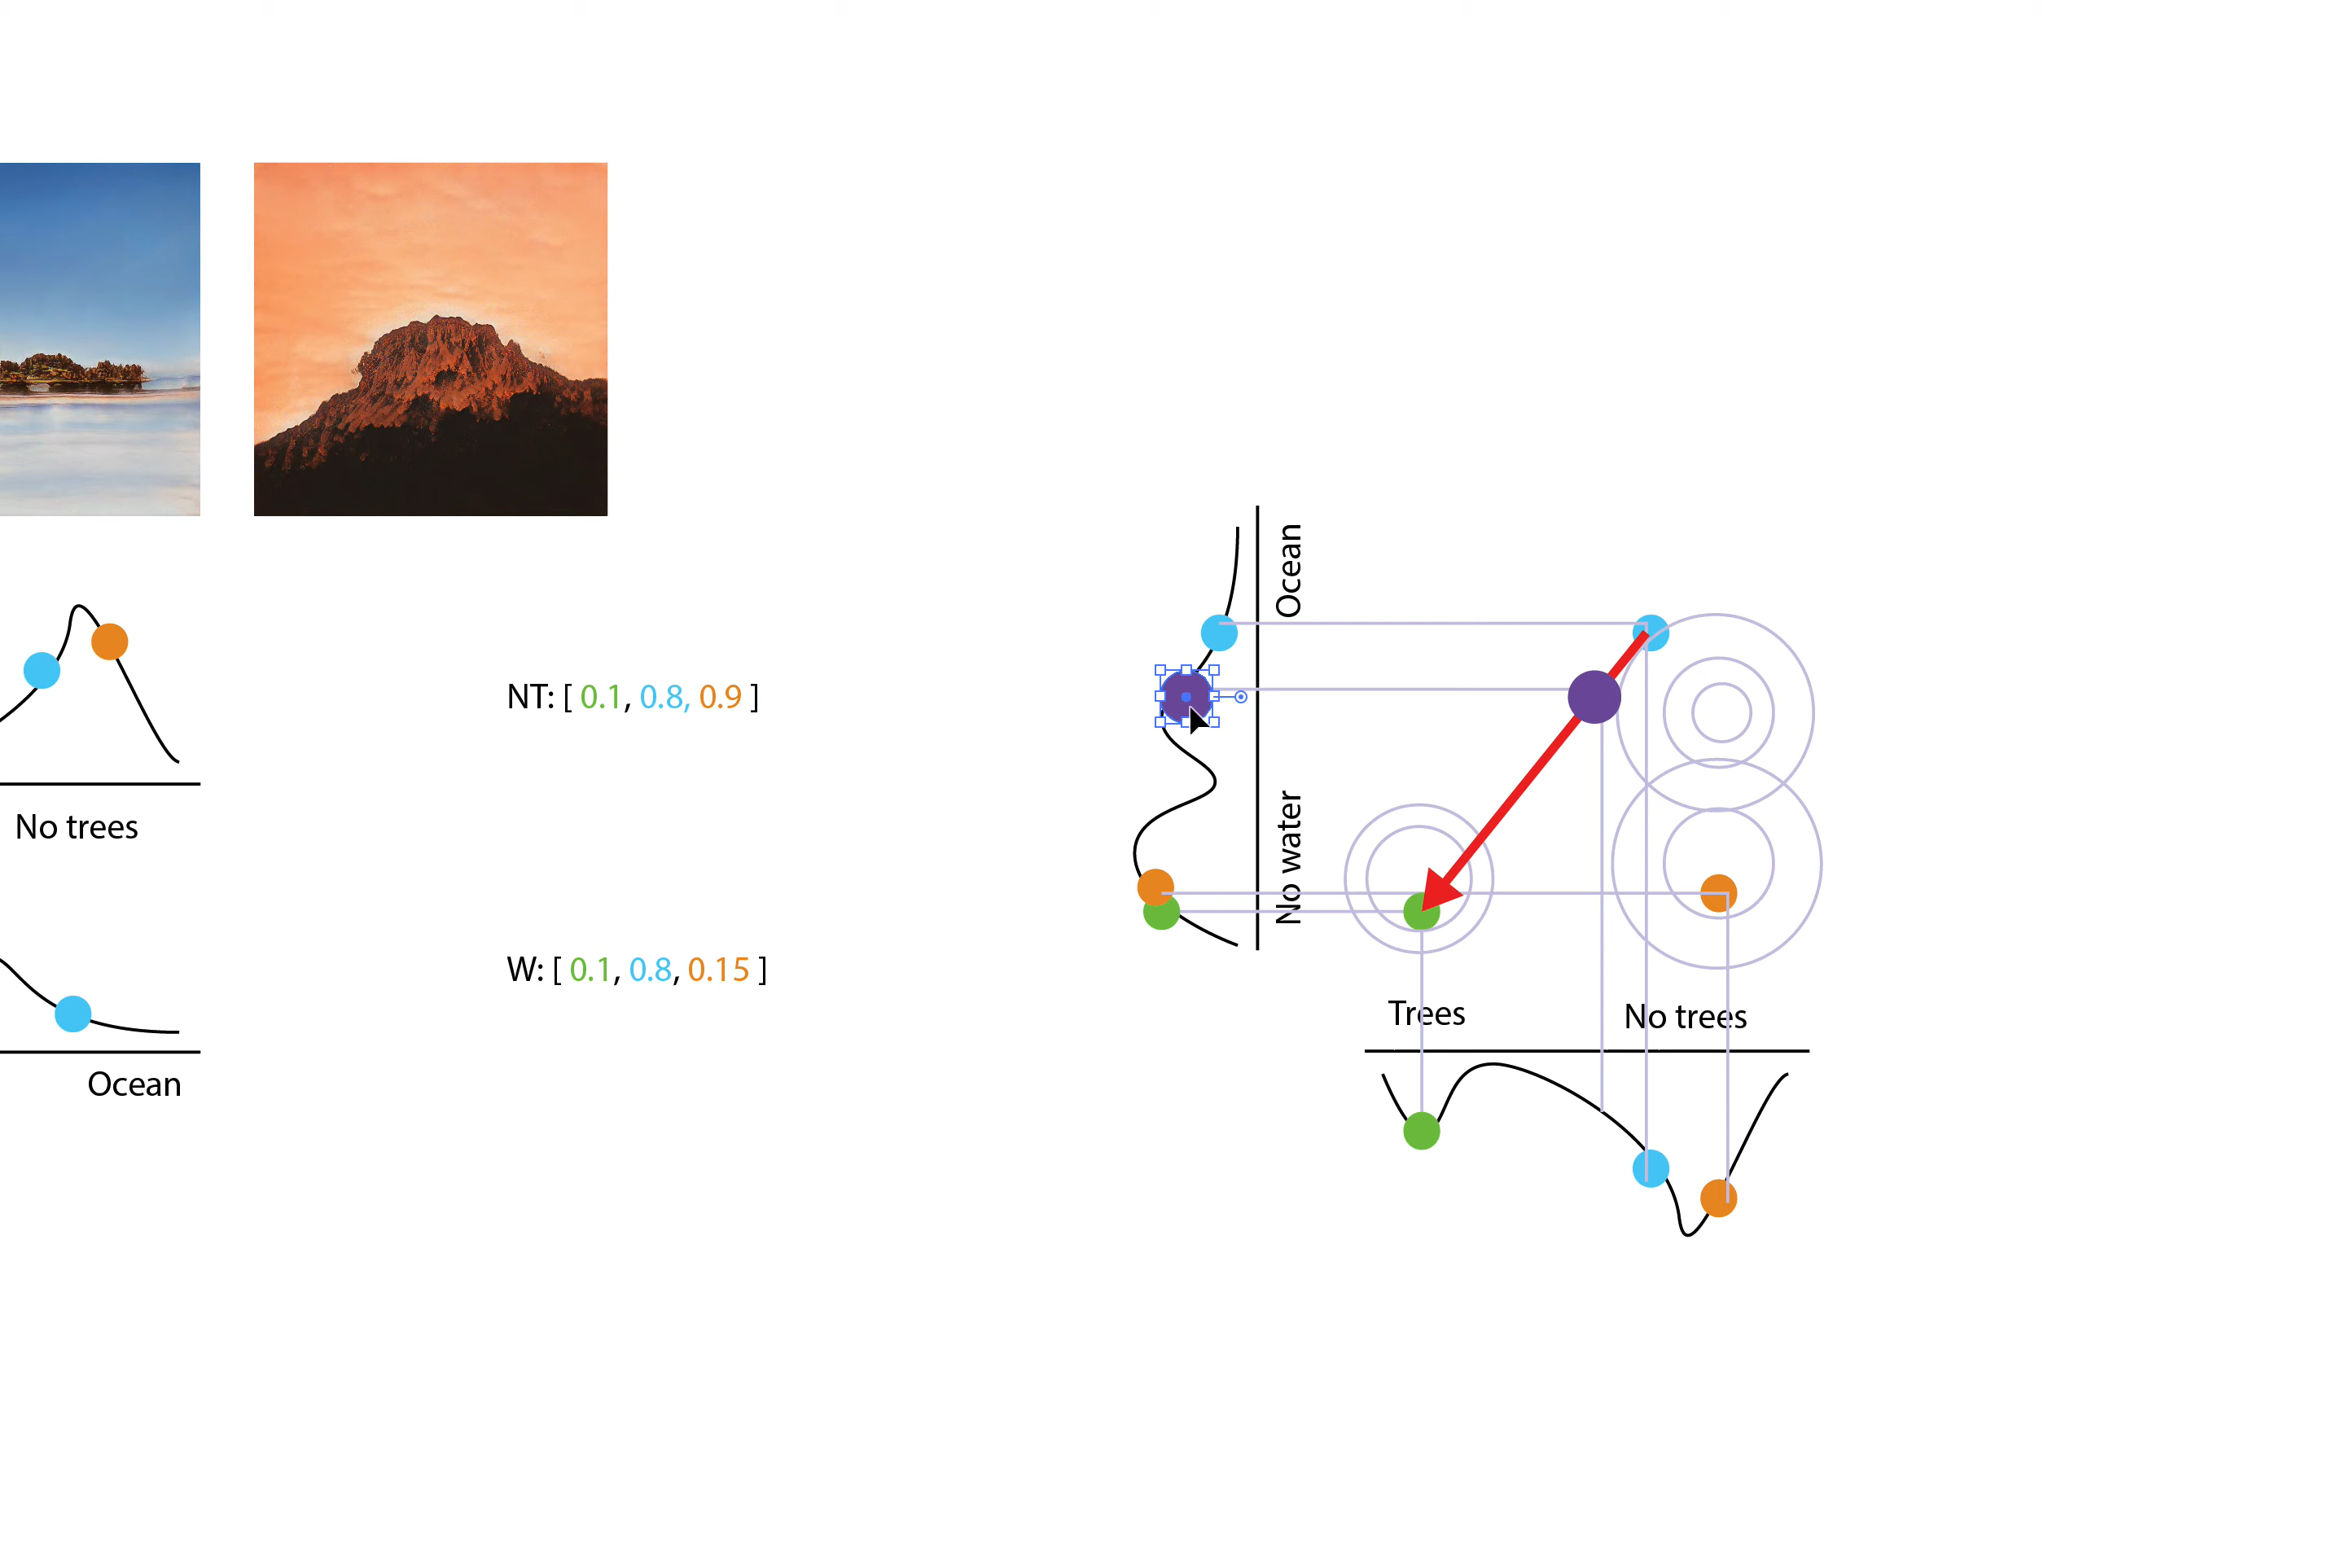 NT: [ 0.1, 0.8, 0.9 ]
No trees
W: [ 0.1, 0.8, 0.15 ]
Ocean
Ocean
No water
Trees
No trees